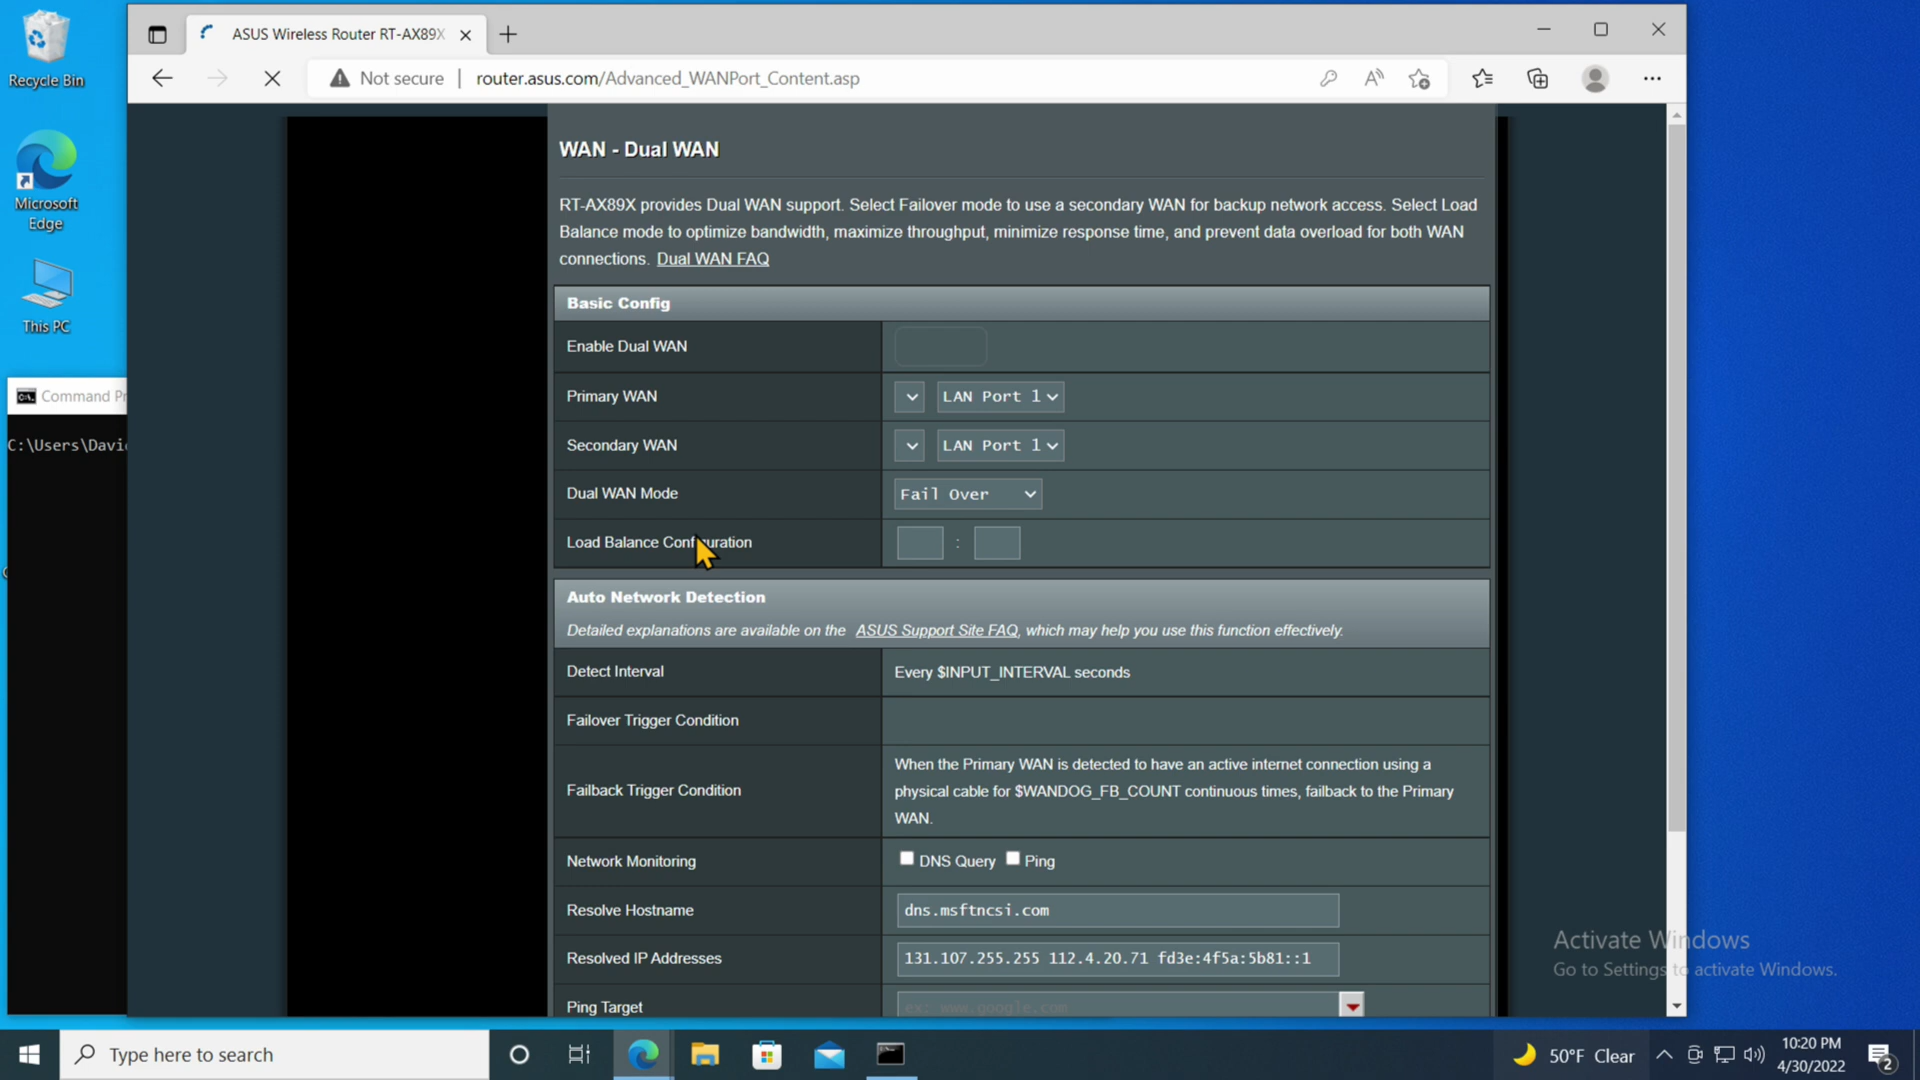 Recycle Bin
Microsoft
Edge
This PC
Command Pr
C:\Users\Davi
ASUS Wireless Router RT-AX89X
Not secure
router.asus.com/Advanced_WANPort_Content.asp
WAN - Dual WAN
RT-AX89X provides Dual WAN support. Select Failover mode to use a secondary WAN for backup network access. Select Load
Balance mode to optimize bandwidth, maximize throughput, minimize response time, and prevent data overload for both WAN
connections. Dual WAN FAQ
Basic Config
Enable Dual WAN
Primary WAN LAN Port 1
Secondary WAN LAN Port 1
Dual WAN Mode Fail Over
Load Balance Configuration :
Auto Network Detection
Detailed explanations are available on the ASUS Support Site FAQ, which may help you use this function effectively.
Detect Interval Every $INPUT_INTERVAL seconds
Failover Trigger Condition
Failback Trigger Condition
When the Primary WAN is detected to have an active internet connection using a
physical cable for $WANDOG_FB_COUNT continuous times, failback to the Primary
WAN.
Network Monitoring DNS Query Ping
Resolve Hostname dns.msftncsi.com
Resolved IP Addresses 131.107.255.255 112.4.20.71 fd3e:4f5a:5b81::1
Ping Target ex: www.google.com
Activate Windows
Go to Settings to activate Windows.
Type here to search
50°F Clear
10:20 PM
4/30/2022
2